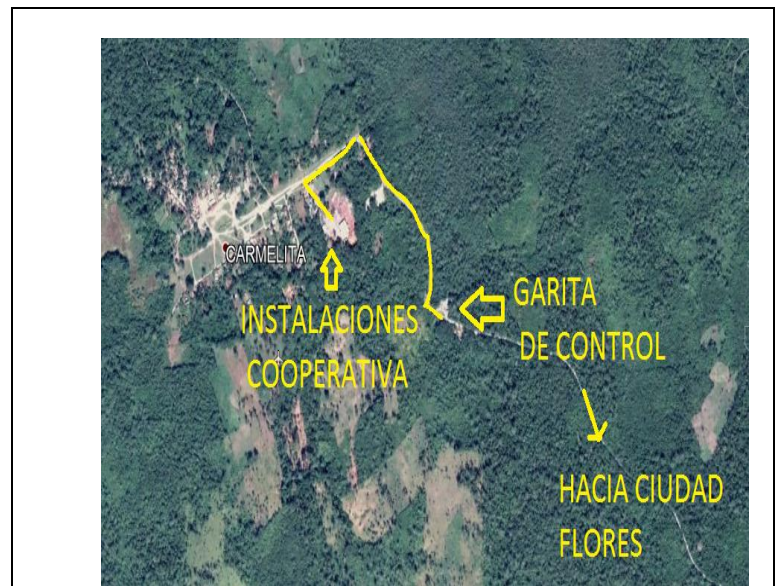 CARMELITA
INSTALACIONES
COOPERATIVA
GARITA
DE CONTROL
HACIA CIUDAD
FLORES